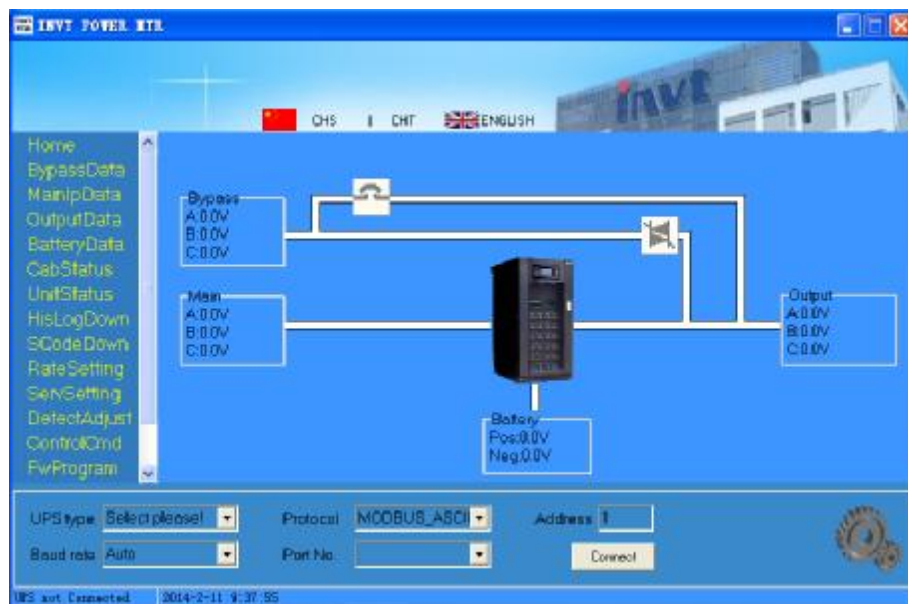 INVT POWER MTR
invt
CHS
CHT
ENGLISH
Home
BypassData
MainIpData
OutputData
BatteryData
CabStatus
UnitStatus
HisLogDown
SCodeDown
RateSetting
ServSetting
DetectAdjust
ControlCmd
FwProgram
Bypass
A:0.0V
B:0.0V
C:0.0V
Main
A:0.0V
B:0.0V
C:0.0V
Output
A:0.0V
B:0.0V
C:0.0V
Battery
Pos:0.0V
Neg:0.0V
UPS type Select please! Protocol MODBUS_ASCI Address 1
Baud rate Auto Port No. Connect
UPS not Connected 2014-2-11 9:37:55